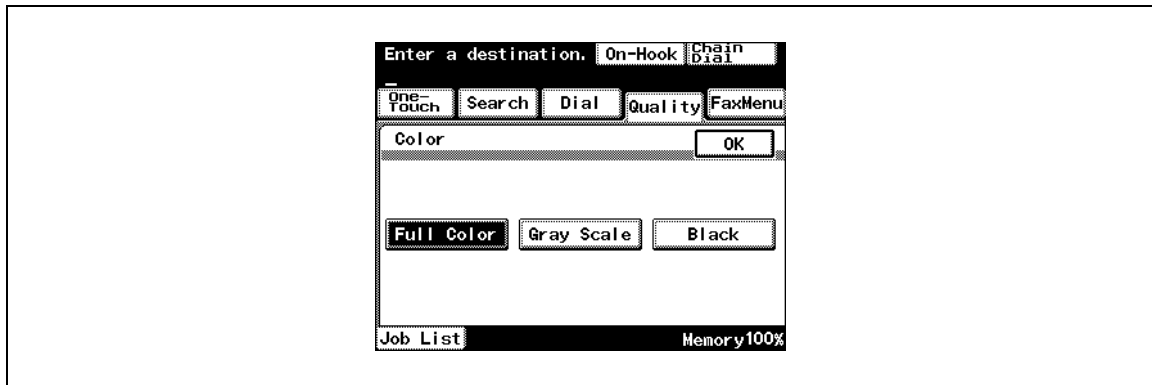 Enter a destination. On-Hook Chain Dial
One-Touch Search Dial Quality FaxMenu
Color OK
Full Color Gray Scale Black
Job List Memory100%